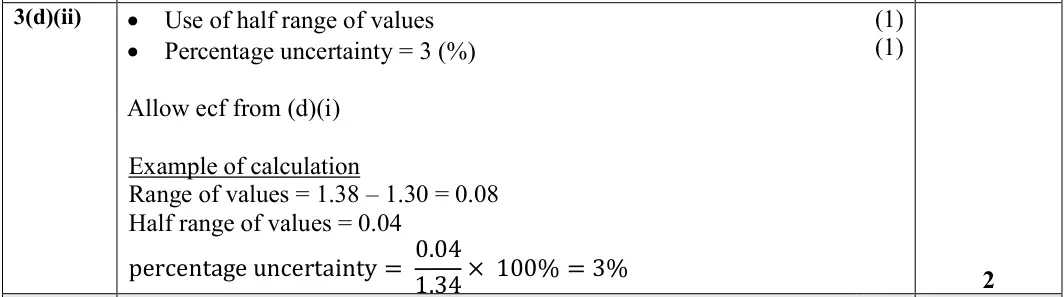 3(d)(ii)
• Use of half range of values (1)
• Percentage uncertainty = 3 (%) (1)
Allow ecf from (d)(i)
Example of calculation
Range of values = 1.38 – 1.30 = 0.08
Half range of values = 0.04
percentage uncertainty = 0.04/1.34 × 100% = 3%
2